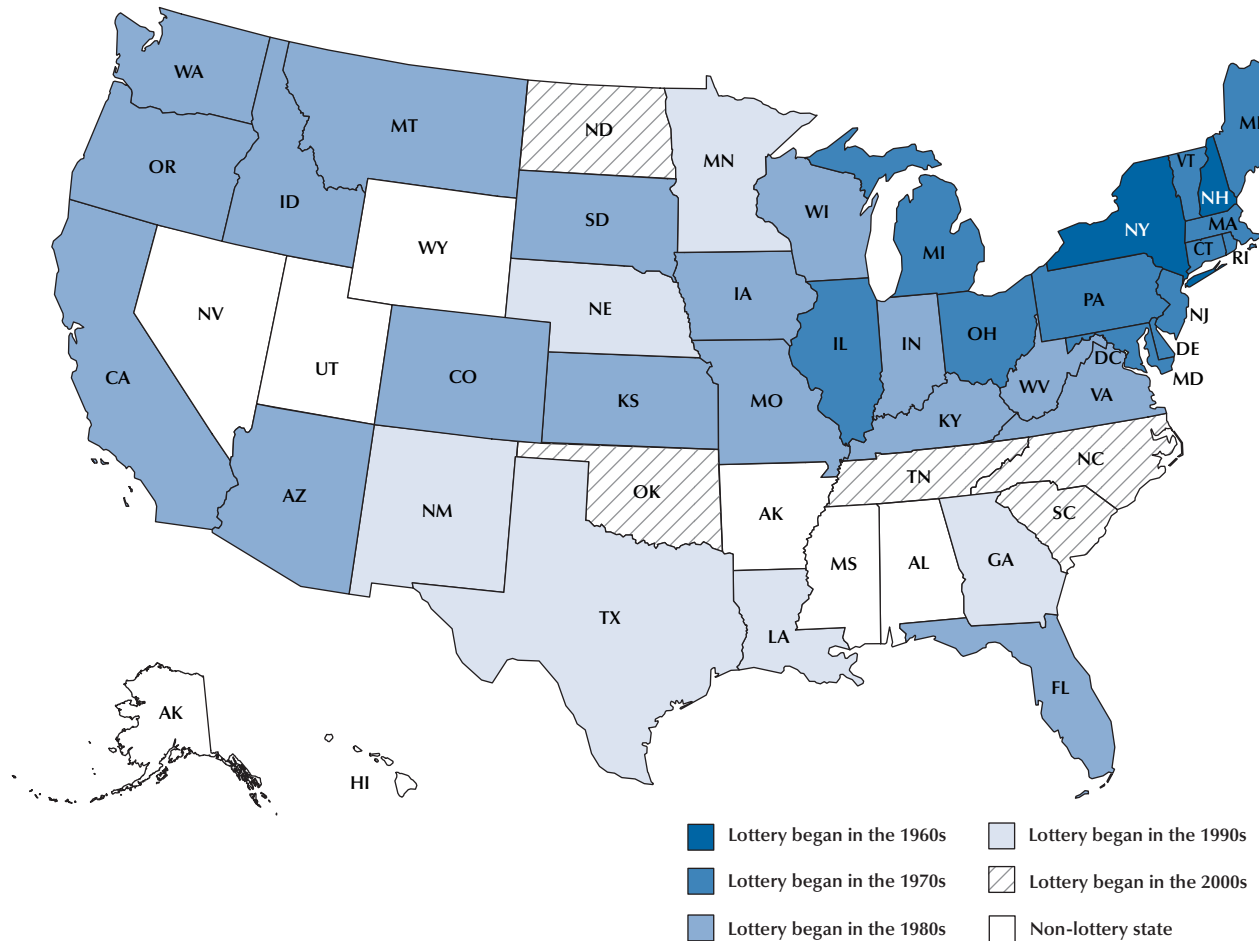 WA
MT
ND
MN
ME
VT
NH
OR
ID
SD
WI
NY
MA
CT
RI
WY
MI
IA
PA
NJ
NE
NV
IL
IN
OH
DE
UT
CO
KS
MO
WV
DC
MD
CA
VA
KY
NC
TN
OK
AZ
NM
AK
SC
MS
AL
GA
TX
LA
FL
AK
HI
Lottery began in the 1960s
Lottery began in the 1970s
Lottery began in the 1980s
Lottery began in the 1990s
Lottery began in the 2000s
Non-lottery state